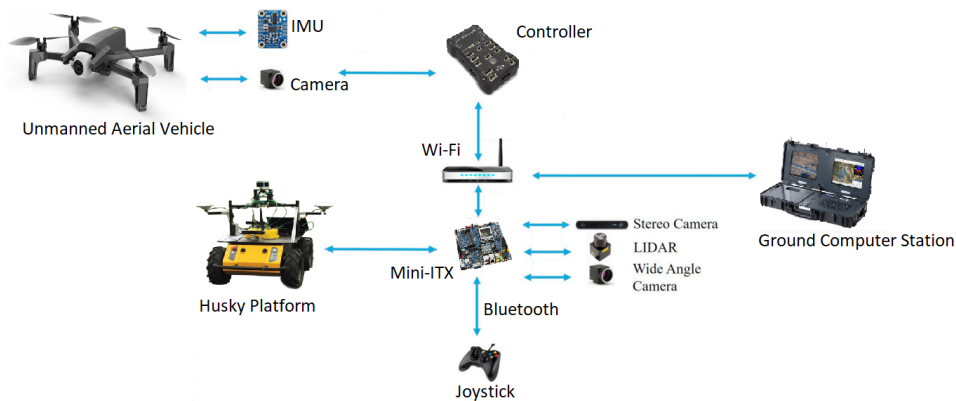 IMU
Controller
Camera
Unmanned Aerial Vehicle
Wi-Fi
Stereo Camera
Ground Computer Station
LIDAR
Mini-ITX
Wide Angle
Camera
Husky Platform
Bluetooth
Joystick